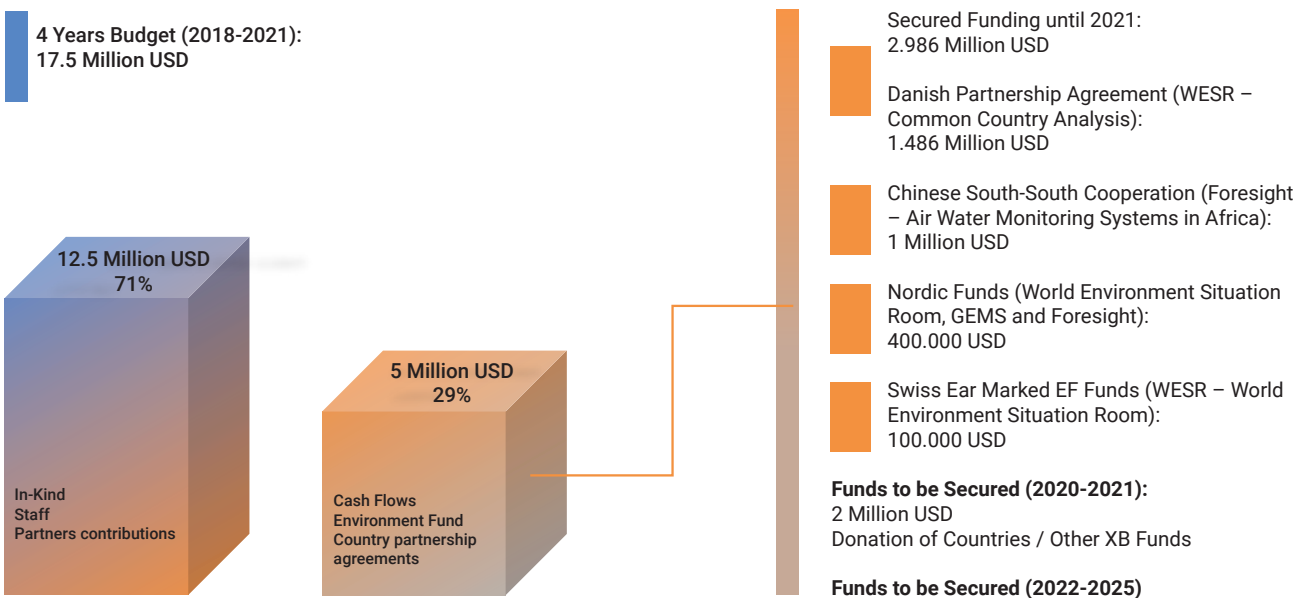 4 Years Budget (2018-2021):
17.5 Million USD
12.5 Million USD
71%
In-Kind
Staff
Partners contributions
5 Million USD
29%
Cash Flows
Environment Fund
Country partnership
agreements
Secured Funding until 2021:
2.986 Million USD
Danish Partnership Agreement (WESR –
Common Country Analysis):
1.486 Million USD
Chinese South-South Cooperation (Foresight
– Air Water Monitoring Systems in Africa):
1 Million USD
Nordic Funds (World Environment Situation
Room, GEMS and Foresight):
400.000 USD
Swiss Ear Marked EF Funds (WESR – World
Environment Situation Room):
100.000 USD
Funds to be Secured (2020-2021):
2 Million USD
Donation of Countries / Other XB Funds
Funds to be Secured (2022-2025)